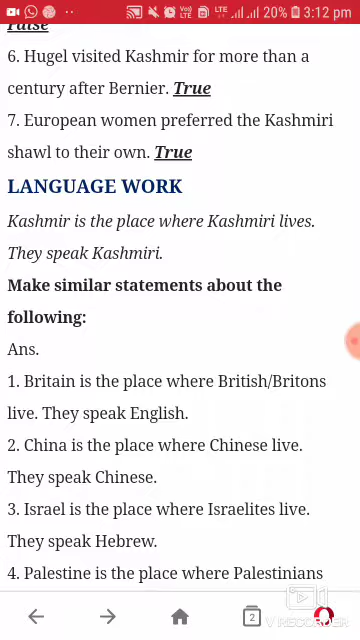 LTE 20% 3:12 pm
False
6. Hugel visited Kashmir for more than a
century after Bernier. True
7. European women preferred the Kashmiri
shawl to their own. True
LANGUAGE WORK
Kashmir is the place where Kashmiri lives.
They speak Kashmiri.
Make similar statements about the
following:
Ans.
1. Britain is the place where British/Britons
live. They speak English.
2. China is the place where Chinese live.
They speak Chinese.
3. Israel is the place where Israelites live.
They speak Hebrew.
4. Palestine is the place where Palestinians
2
V RECORDER